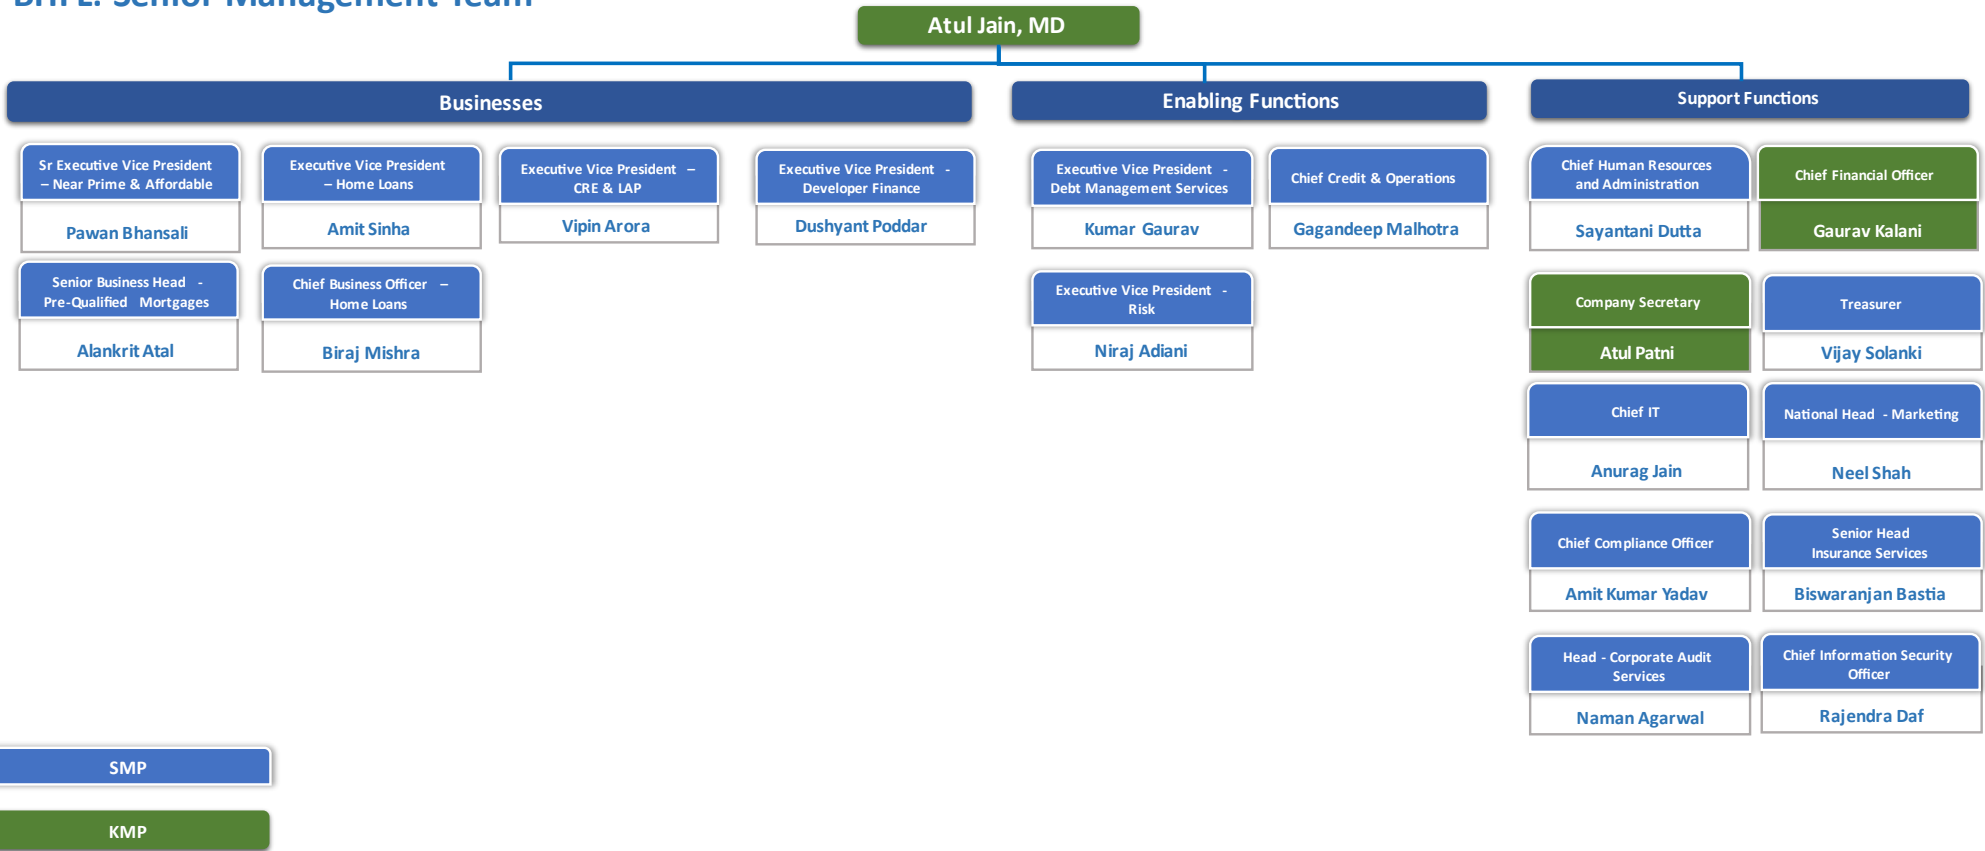 BHFL: Senior Management Team
Atul Jain, MD
Businesses
Enabling Functions
Support Functions
Sr Executive Vice President
– Near Prime & Affordable
Pawan Bhansali
Executive Vice President
– Home Loans
Amit Sinha
Executive Vice President –
CRE & LAP
Vipin Arora
Executive Vice President -
Developer Finance
Dushyant Poddar
Senior Business Head -
Pre-Qualified Mortgages
Alankrit Atal
Chief Business Officer –
Home Loans
Biraj Mishra
Executive Vice President -
Debt Management Services
Kumar Gaurav
Chief Credit & Operations
Gagandeep Malhotra
Executive Vice President -
Risk
Niraj Adiani
Chief Human Resources
and Administration
Sayantani Dutta
Chief Financial Officer
Gaurav Kalani
Company Secretary
Atul Patni
Treasurer
Vijay Solanki
Chief IT
Anurag Jain
National Head - Marketing
Neel Shah
Chief Compliance Officer
Amit Kumar Yadav
Senior Head
Insurance Services
Biswaranjan Bastia
Head - Corporate Audit
Services
Naman Agarwal
Chief Information Security
Officer
Rajendra Daf
SMP
KMP